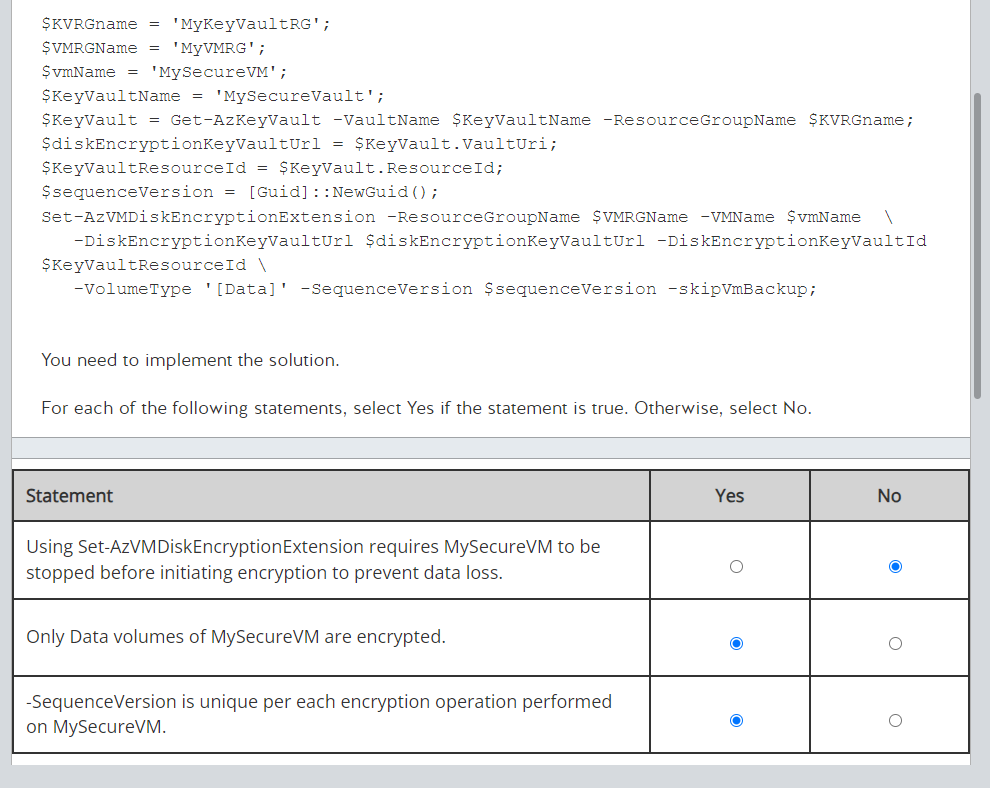 $KVRGname = 'MyKeyVaultRG';
$VMRGName = 'MyVMRG';
$vmName = 'MySecureVM';
$KeyVaultName = 'MySecureVault';
$KeyVault = Get-AzKeyVault -VaultName $KeyVaultName -ResourceGroupName $KVRGname;
$diskEncryptionKeyVaultUrl = $KeyVault.VaultUri;
$KeyVaultResourceId = $KeyVault.ResourceId;
$sequenceVersion = [Guid]::NewGuid();
Set-AzVMDiskEncryptionExtension -ResourceGroupName $VMRGName -VMName $vmName \
-DiskEncryptionKeyVaultUrl $diskEncryptionKeyVaultUrl -DiskEncryptionKeyVaultId
$KeyVaultResourceId \
-VolumeType '[Data]' -SequenceVersion $sequenceVersion -skipVmBackup;
You need to implement the solution.
For each of the following statements, select Yes if the statement is true. Otherwise, select No.
Statement Yes No
Using Set-AzVMDiskEncryptionExtension requires MySecureVM to be
stopped before initiating encryption to prevent data loss.
Only Data volumes of MySecureVM are encrypted.
-SequenceVersion is unique per each encryption operation performed
on MySecureVM.